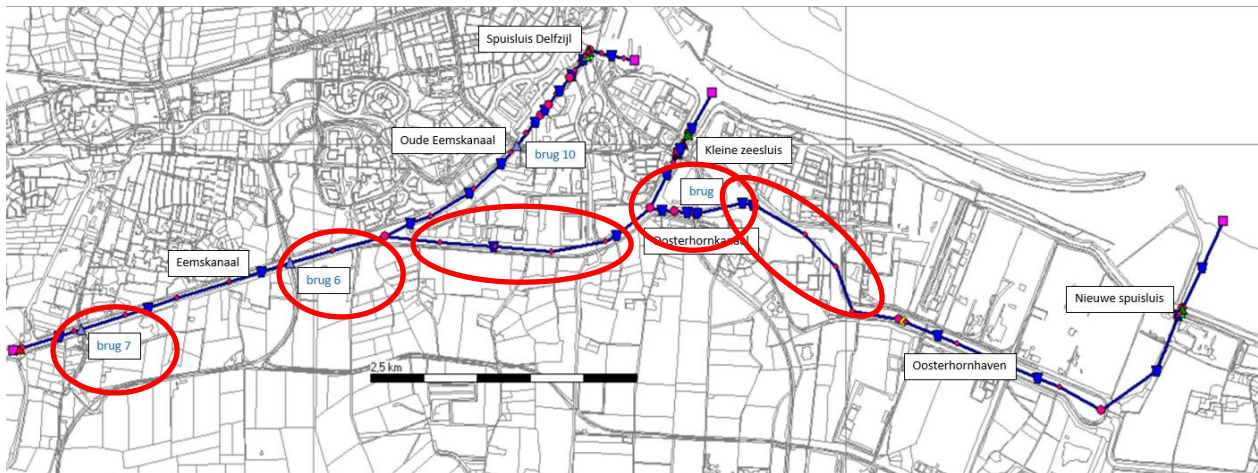 Spuisluis Delfzijl
Oude Eemskanaal
brug 10
Kleine zeesluis
brug
Oosterhornkanaal
Eemskanaal
brug 6
Nieuwe spuisluis
brug 7
2,5 km
Oosterhornhaven